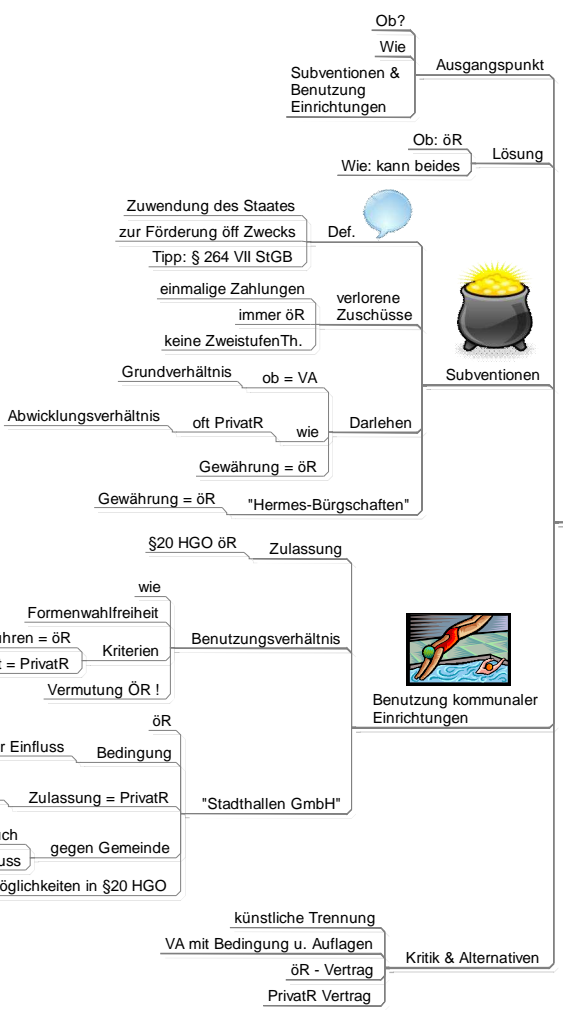 Ob?
Wie
Subventionen &
Benutzung
Einrichtungen
Ausgangspunkt
Ob: öR
Wie: kann beides
Lösung
Zuwendung des Staates
zur Förderung öff Zwecks
Tipp: § 264 VII StGB
Def.
einmalige Zahlungen
immer öR
keine ZweistufenTh.
verlorene
Zuschüsse
Grundverhältnis
ob = VA
Abwicklungsverhältnis
oft PrivatR
wie
Gewährung = öR
Darlehen
Gewährung = öR
"Hermes-Bürgschaften"
Subventionen
§20 HGO öR
Zulassung
wie
Formenwahlfreiheit
= öR
= PrivatR
Kriterien
Vermutung ÖR !
Benutzungsverhältnis
öR
r Einfluss
Bedingung
Zulassung = PrivatR
gegen Gemeinde
öglichkeiten in §20 HGO
"Stadthallen GmbH"
Benutzung kommunaler
Einrichtungen
künstliche Trennung
VA mit Bedingung u. Auflagen
öR - Vertrag
PrivatR Vertrag
Kritik & Alternativen